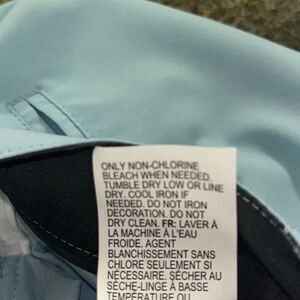 ONLY NON-CHLORINE
BLEACH WHEN NEEDED.
TUMBLE DRY LOW OR LINE
DRY. COOL IRON IF
NEEDED. DO NOT IRON
DECORATION. DO NOT
DRY CLEAN. FR: LAVER À
LA MACHINE À L'EAU
FROIDE. AGENT
BLANCHISSEMENT SANS
CHLORE SEULEMENT SI
NÉCESSAIRE. SÉCHER AU
SÈCHE-LINGE À BASSE
TEMPÉRATURE OU